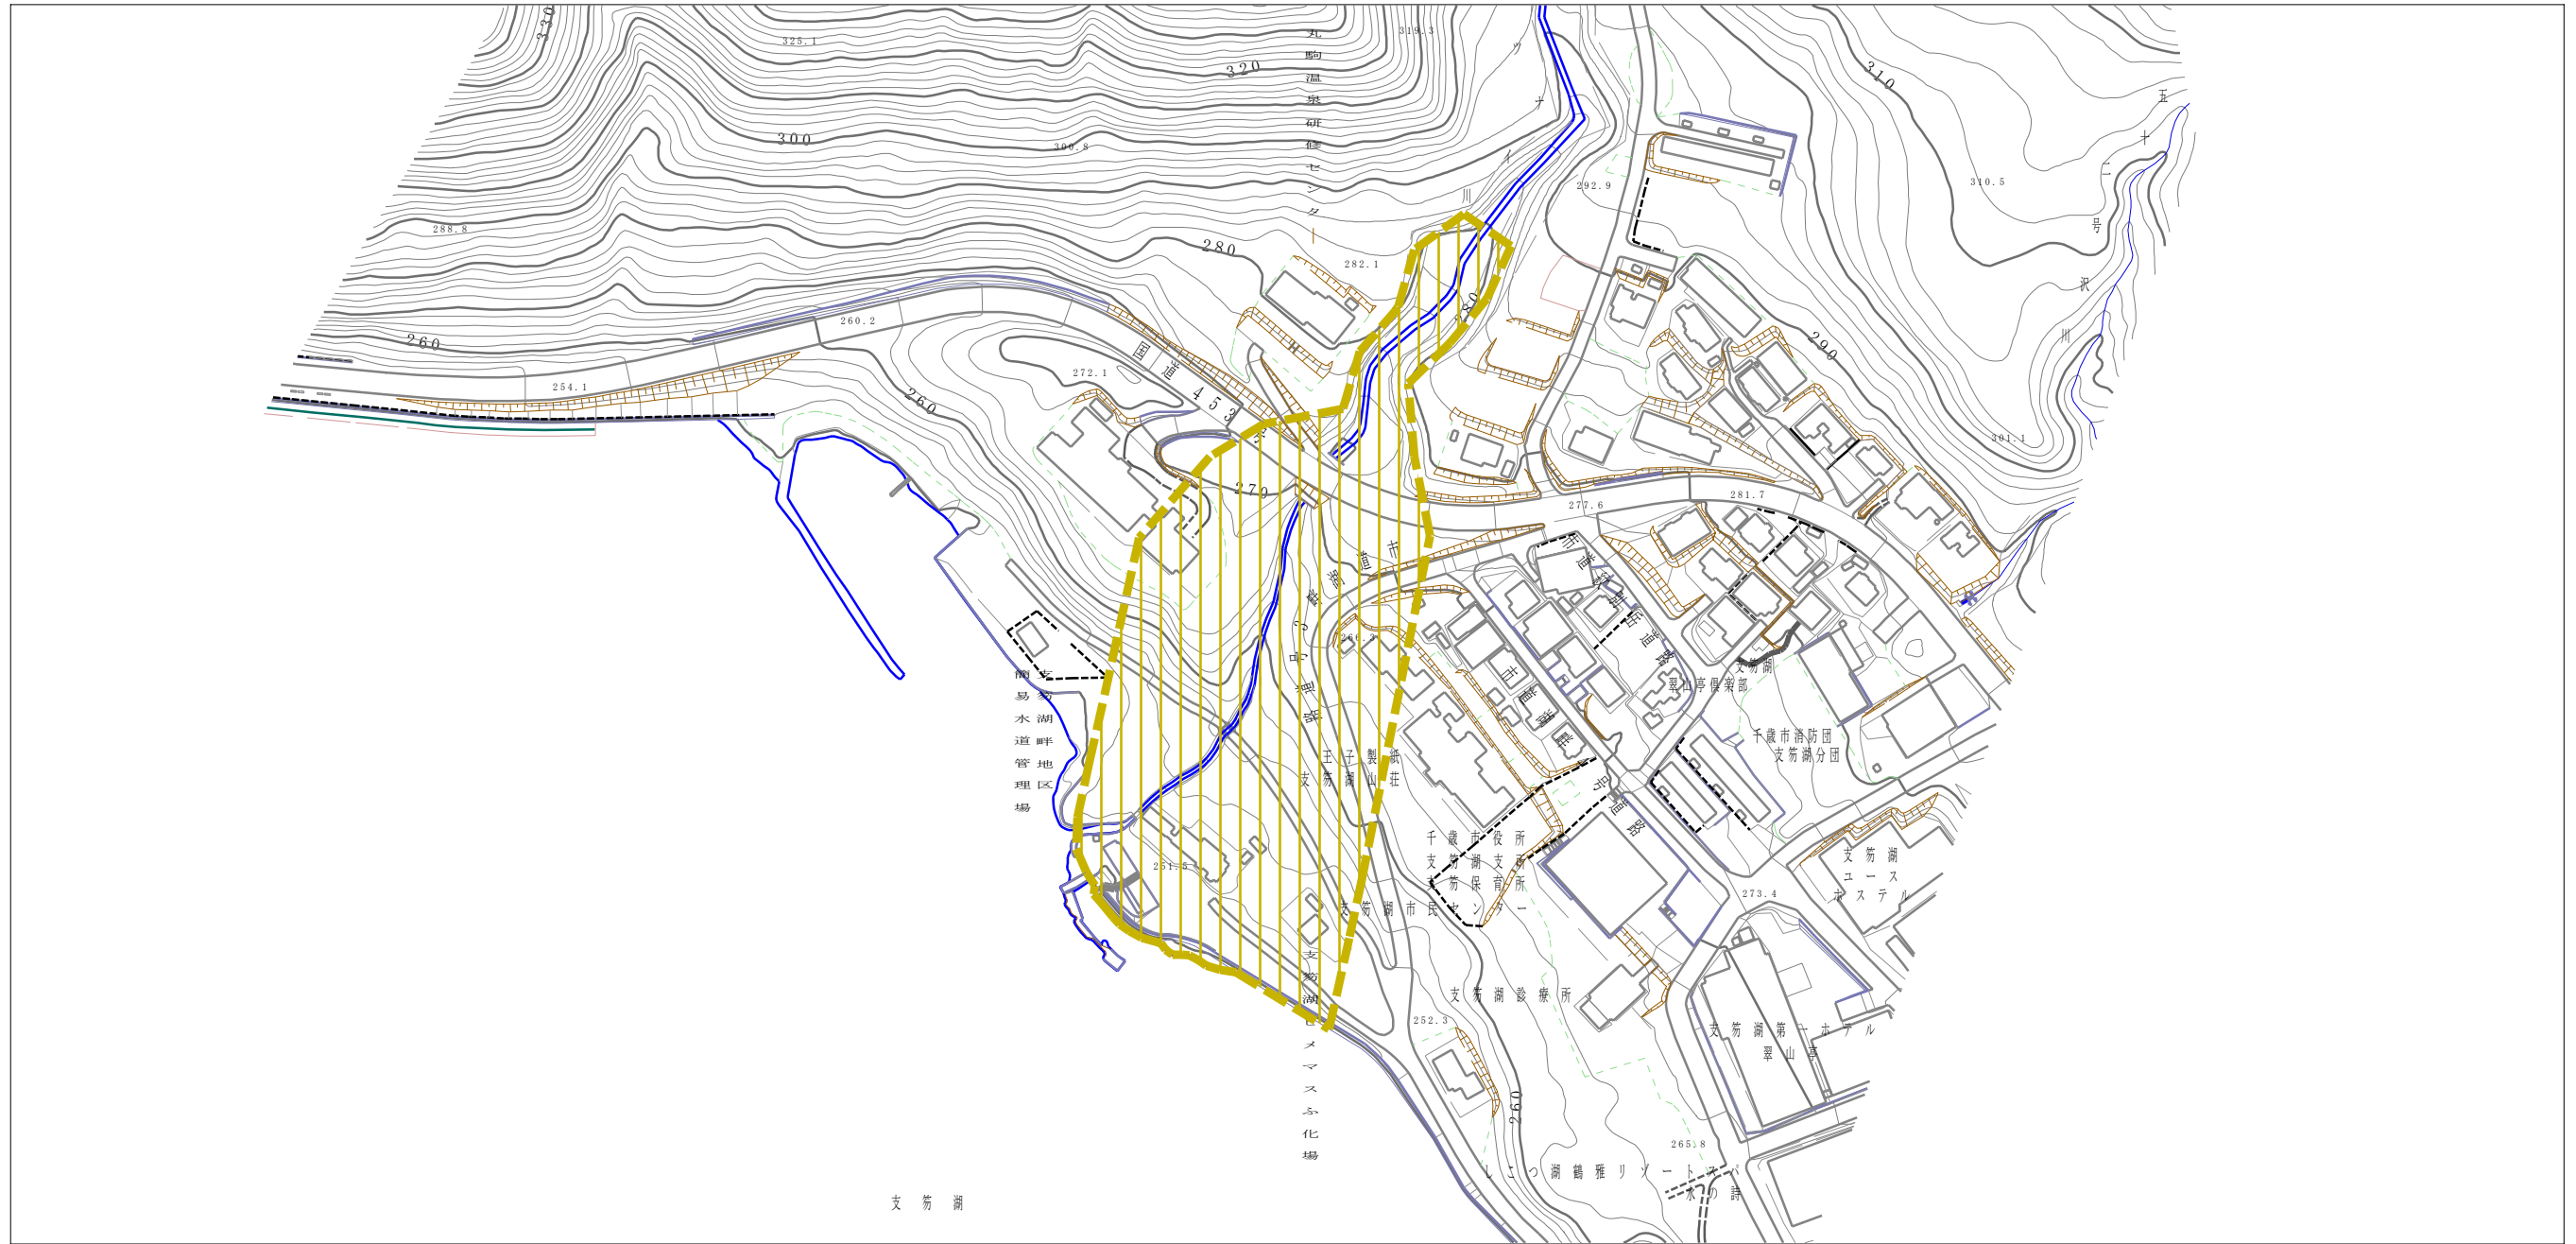 330
325.1
319.3
320
丸駒温泉研修センター
ツ
ナ
イ
川
310
五
十
二
号
沢
川
300
300.8
292.9
310.5
288.8
280
282.1
280
260.2
260
290
254.1
272.1
260
国道453号
301.1
270
281.7
277.6
266.3
支笏湖
翠山亭倶楽部
支笏湖畔地区
簡易水道管理場
千歳市消防団
支笏湖分団
王子製紙
支笏湖山荘
千歳市役所
支笏湖支所
支笏保育所
支笏湖市民センター
251.5
273.4
支笏湖
ユース
ホステル
支笏湖ヒメマスふ化場
支笏湖診療所
252.3
支笏湖第一ホテル
翠山亭
260
265.8
しこつ湖鶴雅リゾートスパ
水の謌
支笏湖